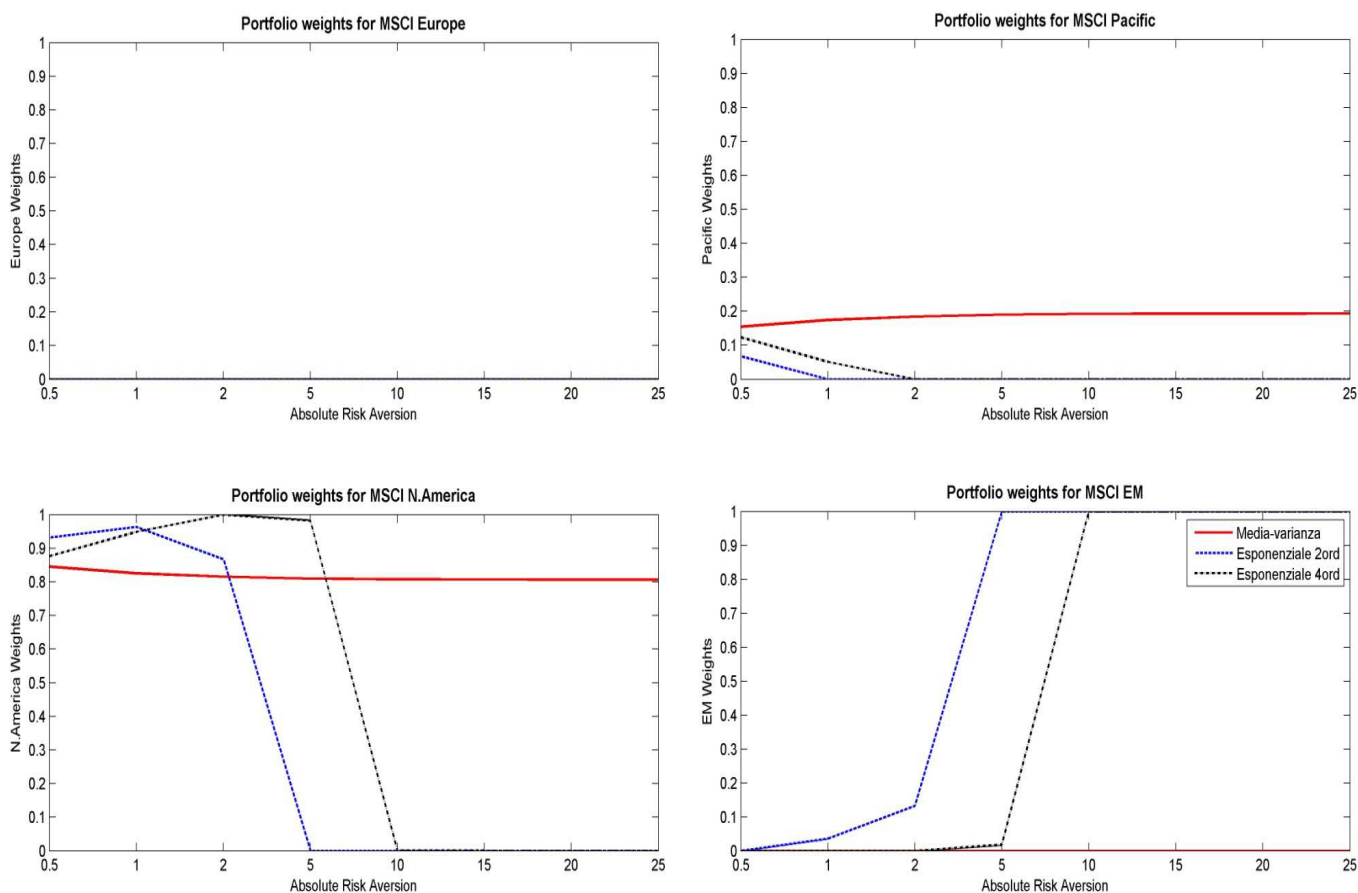 Portfolio weights for MSCI Europe
1
0.9
0.8
0.7
0.6
0.5
0.4
0.3
0.2
0.1
0
Europe Weights
0.5 1 2 5 10 15 20 25
Absolute Risk Aversion
Portfolio weights for MSCI Pacific
1
0.9
0.8
0.7
0.6
0.5
0.4
0.3
0.2
0.1
0
Pacific Weights
0.5 1 2 5 10 15 20 25
Absolute Risk Aversion
Portfolio weights for MSCI N.America
1
0.9
0.8
0.7
0.6
0.5
0.4
0.3
0.2
0.1
0
N.America Weights
0.5 1 2 5 10 15 20 25
Absolute Risk Aversion
Portfolio weights for MSCI EM
1
0.9
0.8
0.7
0.6
0.5
0.4
0.3
0.2
0.1
0
EM Weights
Media-varianza
Esponenziale 2ord
Esponenziale 4ord
0.5 1 2 5 10 15 20 25
Absolute Risk Aversion